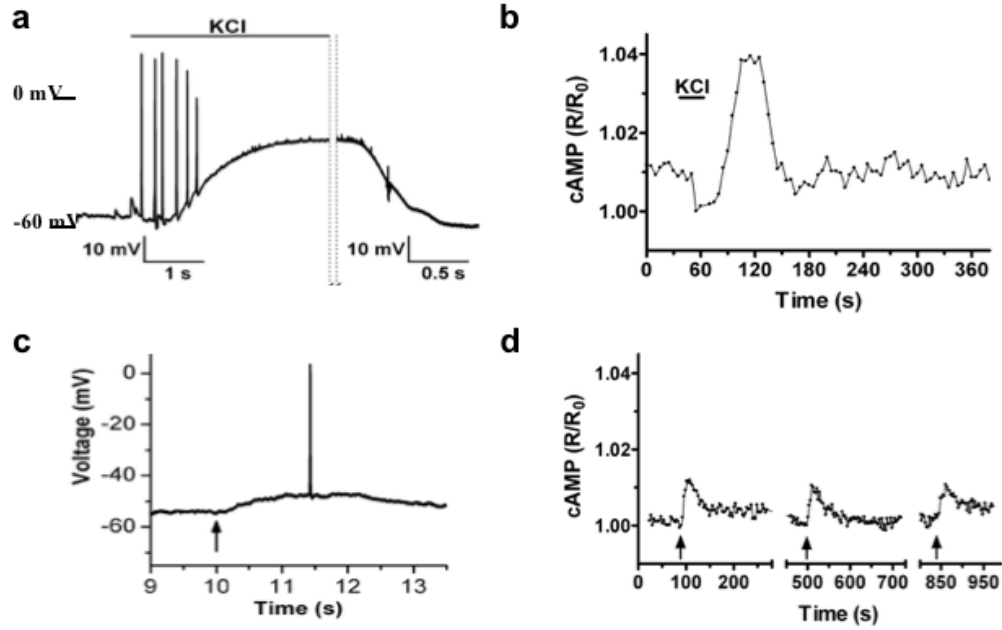 a
KCl
0 mV
-60 mV
10 mV
1 s
10 mV
0.5 s
b
cAMP (R/R0)
1.04
1.02
1.00
KCl
0 60 120 180 240 300 360
Time (s)
c
Voltage (mV)
0
-20
-40
-60
9 10 11 12 13
Time (s)
d
cAMP (R/R0)
1.04
1.02
1.00
0 100 200 500 600 700 850 950
Time (s)